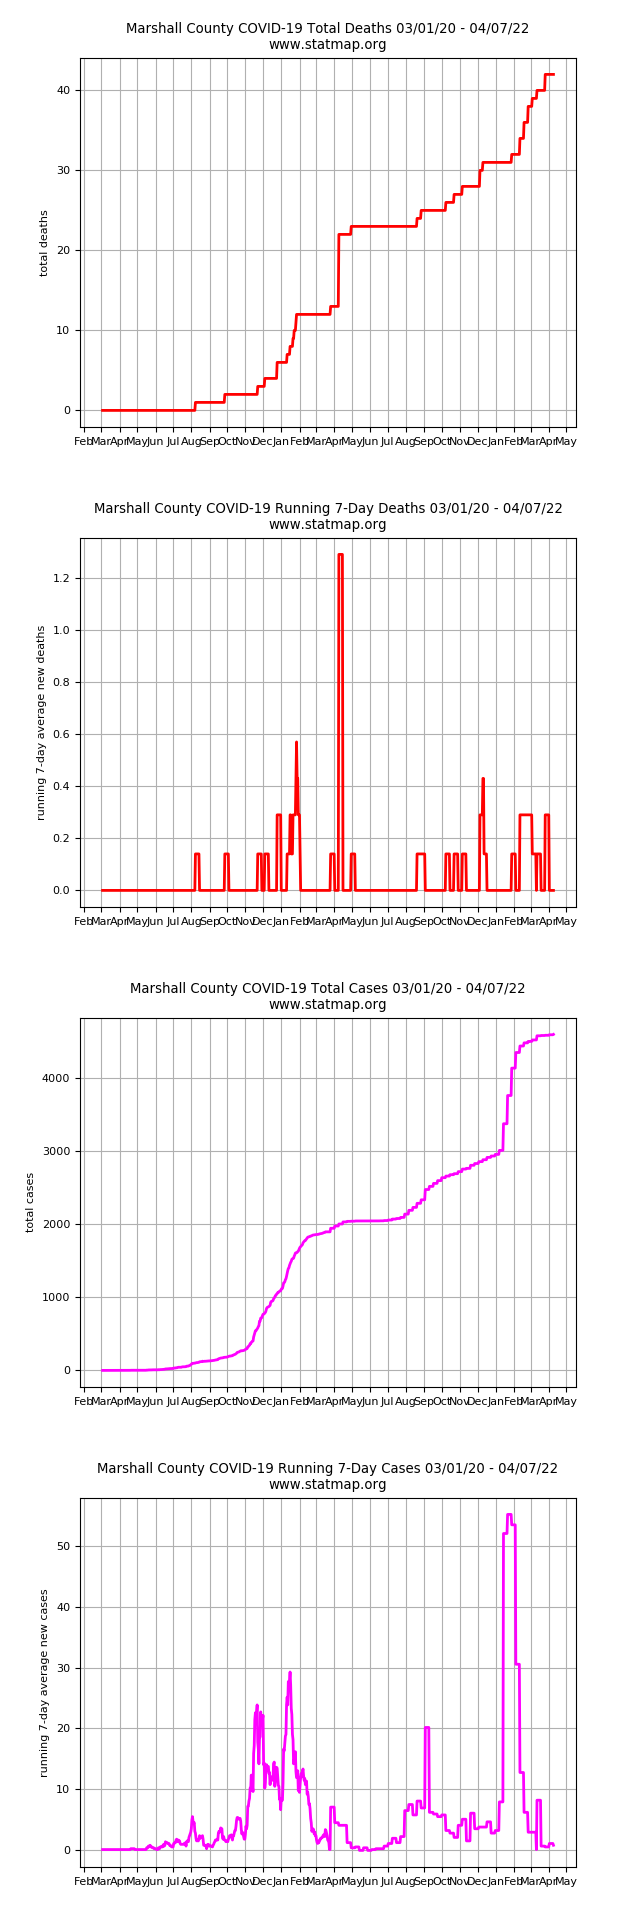 Marshall County COVID-19 Total Deaths 03/01/20 - 04/07/22
www.statmap.org
40
30
20
10
0
total deaths
Feb Mar Apr May Jun Jul Aug Sep Oct Nov Dec Jan Feb Mar Apr May Jun Jul Aug Sep Oct Nov Dec Jan Feb Mar Apr May
Marshall County COVID-19 Running 7-Day Deaths 03/01/20 - 04/07/22
www.statmap.org
1.2
1.0
0.8
0.6
0.4
0.2
0.0
running 7-day average new deaths
Feb Mar Apr May Jun Jul Aug Sep Oct Nov Dec Jan Feb Mar Apr May Jun Jul Aug Sep Oct Nov Dec Jan Feb Mar Apr May
Marshall County COVID-19 Total Cases 03/01/20 - 04/07/22
www.statmap.org
4000
3000
2000
1000
0
total cases
Feb Mar Apr May Jun Jul Aug Sep Oct Nov Dec Jan Feb Mar Apr May Jun Jul Aug Sep Oct Nov Dec Jan Feb Mar Apr May
Marshall County COVID-19 Running 7-Day Cases 03/01/20 - 04/07/22
www.statmap.org
50
40
30
20
10
0
running 7-day average new cases
Feb Mar Apr May Jun Jul Aug Sep Oct Nov Dec Jan Feb Mar Apr May Jun Jul Aug Sep Oct Nov Dec Jan Feb Mar Apr May